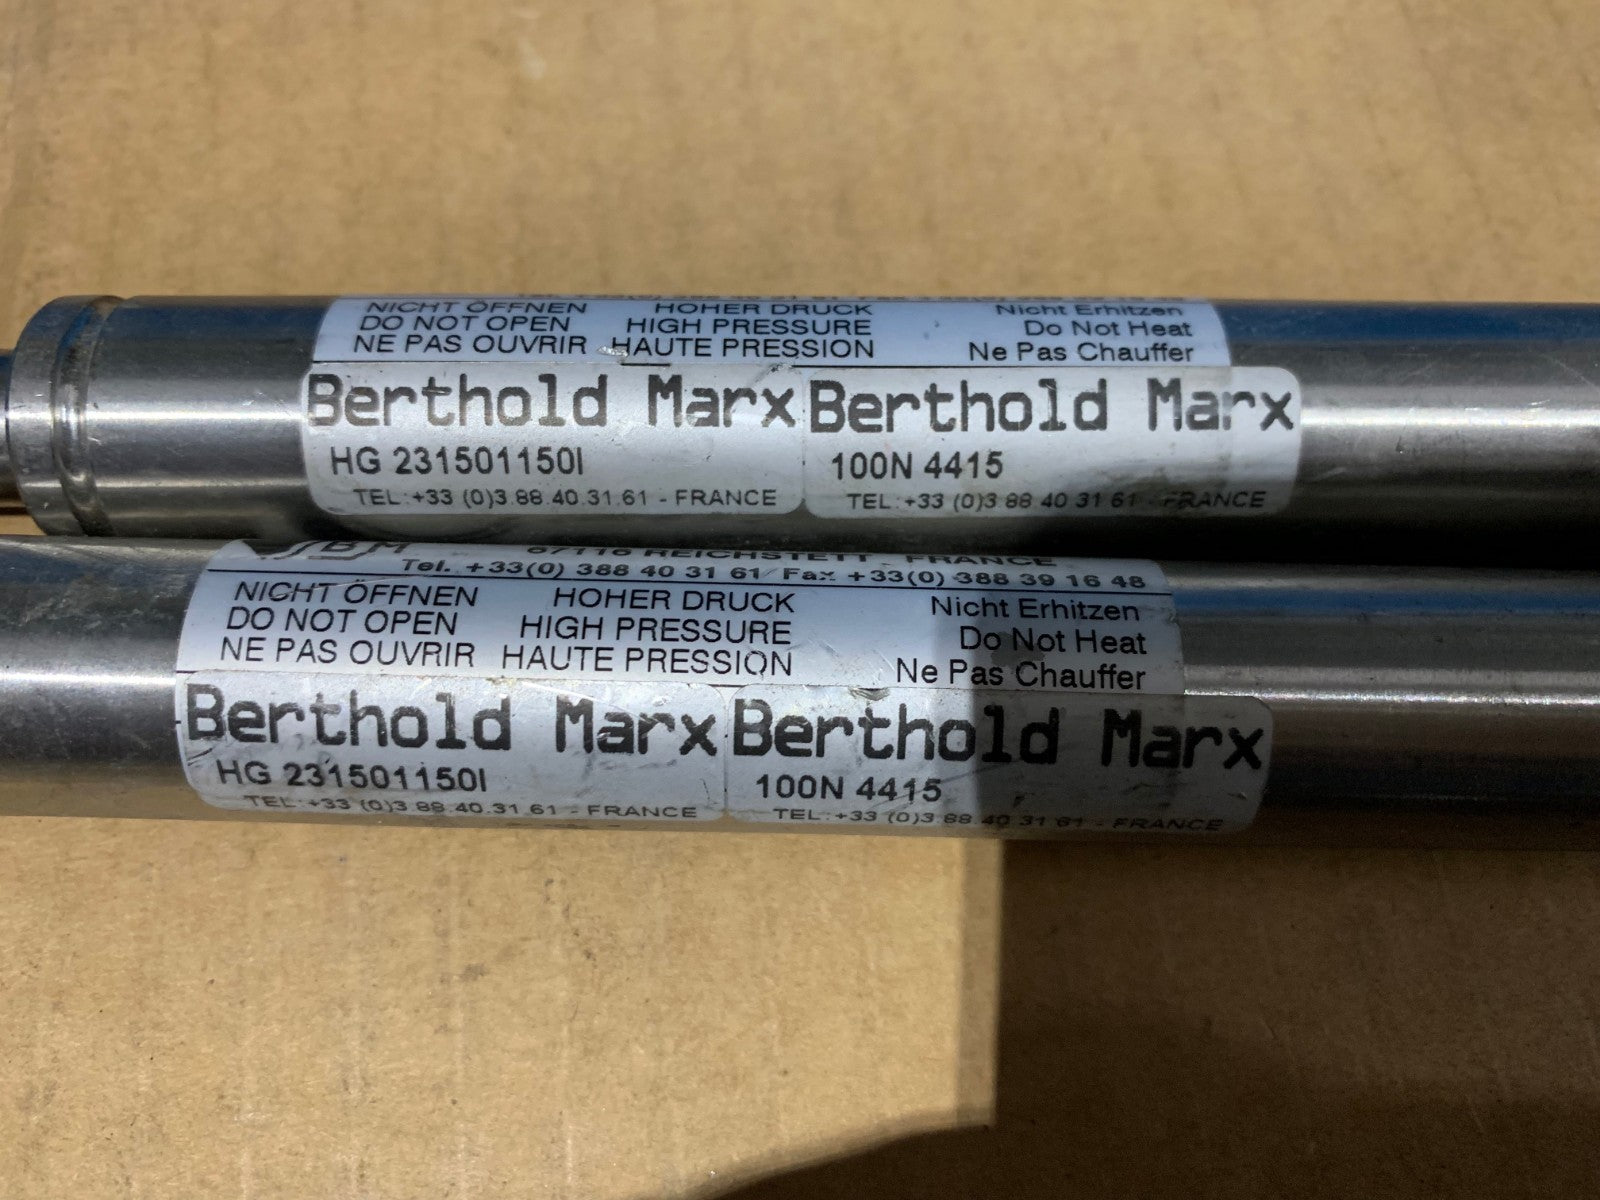 NICHT ÖFFNEN HOHER DRUCK Nicht Erhitzen
DO NOT OPEN HIGH PRESSURE Do Not Heat
NE PAS OUVRIR HAUTE PRESSION Ne Pas Chauffer
Berthold Marx Berthold Marx
HG 231501150I 100N 4415
TEL:+33 (0)3.88.40.31.61 - FRANCE TEL:+33 (0)3 88 40 31 61 - FRANCE
67116 REICHSTETT - FRANCE
Tel. +33(0) 388 40 31 61/ Fax +33(0) 388 39 16 48
NICHT ÖFFNEN HOHER DRUCK Nicht Erhitzen
DO NOT OPEN HIGH PRESSURE Do Not Heat
NE PAS OUVRIR HAUTE PRESSION Ne Pas Chauffer
Berthold Marx Berthold Marx
HG 231501150I 100N 4415
TEL:+33 (0)3 88.40.31.61 - FRANCE TEL:+33 (0)3 88 40 31 61 - FRANCE